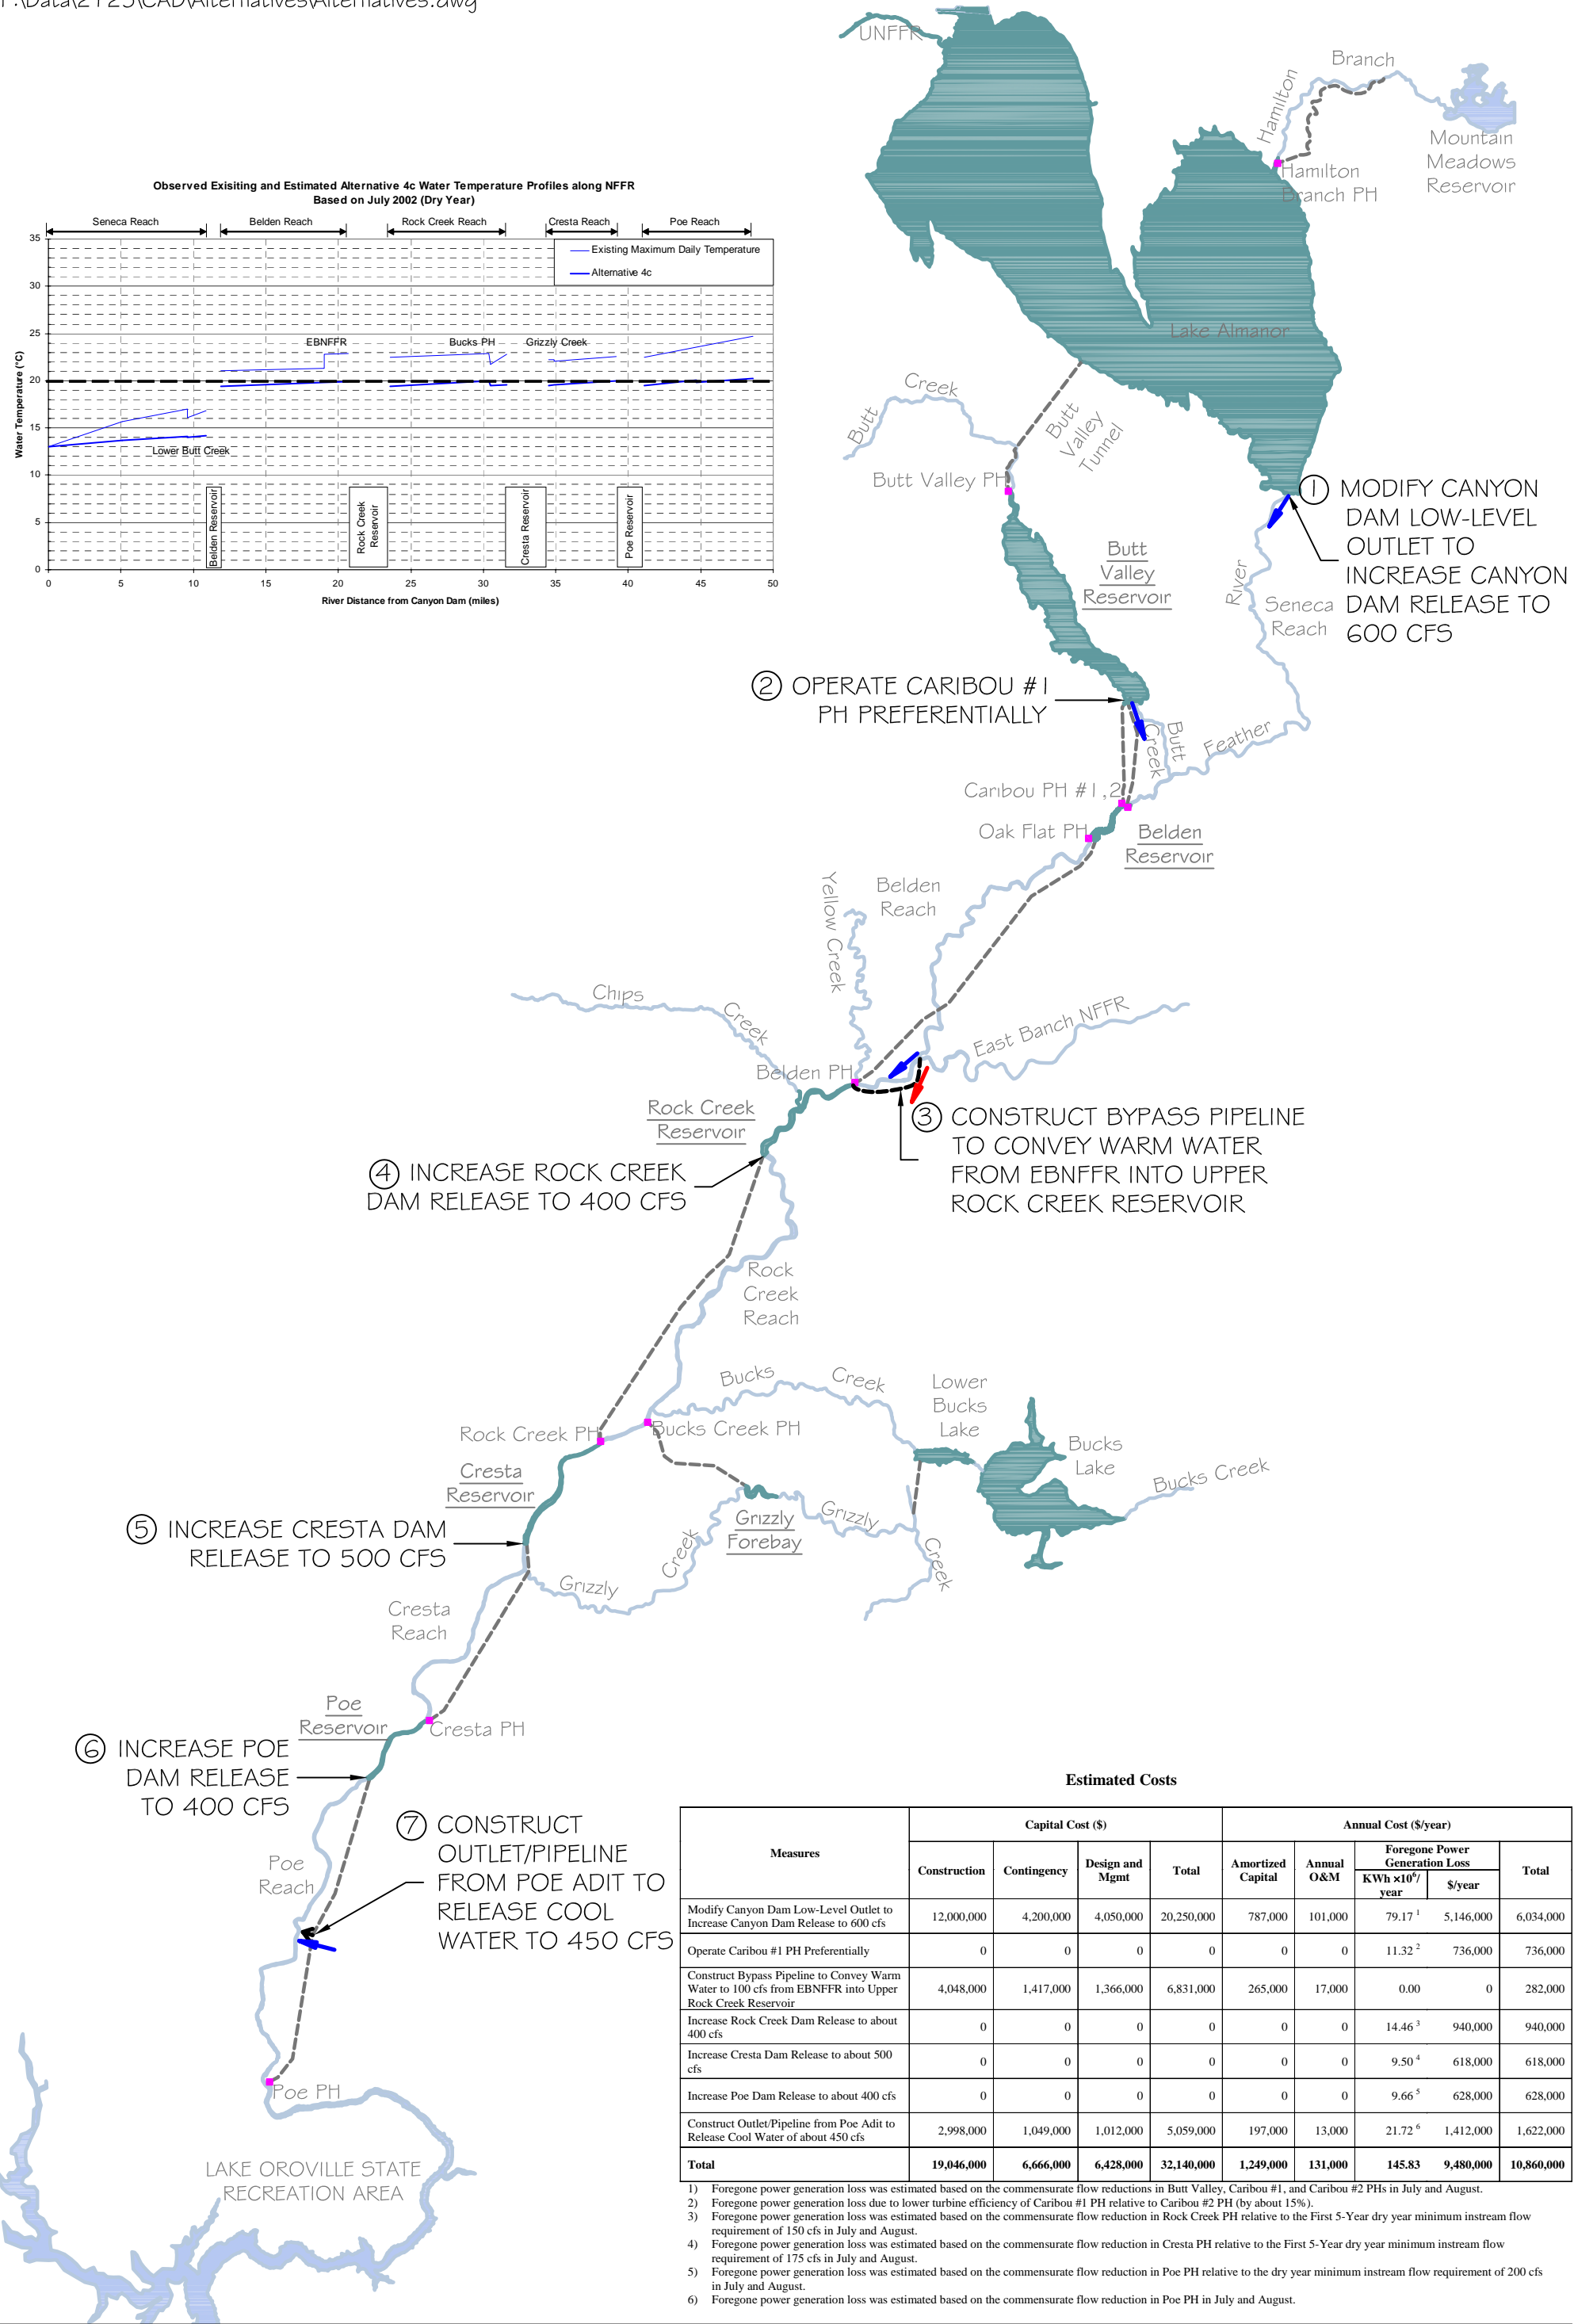 \Data\2123\CAD\Alternatives\Alternatives.dwg
UNFFR
Hamilton
Branch
Mountain
Meadows
Reservoir
Hamilton
Branch PH
Observed Exisiting and Estimated Alternative 4c Water Temperature Profiles along NFFR
Based on July 2002 (Dry Year)
Seneca Reach
Belden Reach
Rock Creek Reach
Cresta Reach
Poe Reach
Existing Maximum Daily Temperature
Alternative 4c
Water Temperature (°C)
35
30
25
20
15
10
5
0
EBNFFR
Bucks PH
Grizzly Creek
Lower Butt Creek
Belden Reservoir
Rock Creek
Reservoir
Cresta Reservoir
Poe Reservoir
0 5 10 15 20 25 30 35 40 45 50
River Distance from Canyon Dam (miles)
Lake Almanor
Butt
Creek
Butt
Valley
Tunnel
Butt Valley PH
Butt
Valley
Reservoir
River
Seneca
Reach
1 MODIFY CANYON
DAM LOW-LEVEL
OUTLET TO
INCREASE CANYON
DAM RELEASE TO
600 CFS
2 OPERATE CARIBOU #1
PH PREFERENTIALLY
Butt
Creek
Feather
Caribou PH #1,2
Oak Flat PH
Belden
Reservoir
Belden
Reach
Yellow Creek
Chips
Creek
East Banch NFFR
Belden PH
Rock Creek
Reservoir
3 CONSTRUCT BYPASS PIPELINE
TO CONVEY WARM WATER
FROM EBNFFR INTO UPPER
ROCK CREEK RESERVOIR
4 INCREASE ROCK CREEK
DAM RELEASE TO 400 CFS
Rock
Creek
Reach
Bucks
Creek
Lower
Bucks
Lake
Bucks
Lake
Bucks Creek
Rock Creek PH
Bucks Creek PH
Cresta
Reservoir
Grizzly
Forebay
Grizzly
Creek
5 INCREASE CRESTA DAM
RELEASE TO 500 CFS
Grizzly
Creek
Cresta
Reach
Poe
Reservoir
Cresta PH
6 INCREASE POE
DAM RELEASE
TO 400 CFS
7 CONSTRUCT
OUTLET/PIPELINE
FROM POE ADIT TO
RELEASE COOL
WATER TO 450 CFS
Poe
Reach
Poe PH
LAKE OROVILLE STATE
RECREATION AREA
Estimated Costs
Measures
Capital Cost ($)
Annual Cost ($/year)
Construction
Contingency
Design and
Mgmt
Total
Amortized
Capital
Annual
O&M
Foregone Power
Generation Loss
KWh ×10⁶/
year
$/year
Total
Modify Canyon Dam Low-Level Outlet to
Increase Canyon Dam Release to 600 cfs
12,000,000 4,200,000 4,050,000 20,250,000 787,000 101,000 79.17 ¹ 5,146,000 6,034,000
Operate Caribou #1 PH Preferentially
0 0 0 0 0 0 11.32 ² 736,000 736,000
Construct Bypass Pipeline to Convey Warm
Water to 100 cfs from EBNFFR into Upper
Rock Creek Reservoir
4,048,000 1,417,000 1,366,000 6,831,000 265,000 17,000 0.00 0 282,000
Increase Rock Creek Dam Release to about
400 cfs
0 0 0 0 0 0 14.46 ³ 940,000 940,000
Increase Cresta Dam Release to about 500
cfs
0 0 0 0 0 0 9.50 ⁴ 618,000 618,000
Increase Poe Dam Release to about 400 cfs
0 0 0 0 0 0 9.66 ⁵ 628,000 628,000
Construct Outlet/Pipeline from Poe Adit to
Release Cool Water of about 450 cfs
2,998,000 1,049,000 1,012,000 5,059,000 197,000 13,000 21.72 ⁶ 1,412,000 1,622,000
Total 19,046,000 6,666,000 6,428,000 32,140,000 1,249,000 131,000 145.83 9,480,000 10,860,000
1) Foregone power generation loss was estimated based on the commensurate flow reductions in Butt Valley, Caribou #1, and Caribou #2 PHs in July and August.
2) Foregone power generation loss due to lower turbine efficiency of Caribou #1 PH relative to Caribou #2 PH (by about 15%).
3) Foregone power generation loss was estimated based on the commensurate flow reduction in Rock Creek PH relative to the First 5-Year dry year minimum instream flow
requirement of 150 cfs in July and August.
4) Foregone power generation loss was estimated based on the commensurate flow reduction in Cresta PH relative to the First 5-Year dry year minimum instream flow
requirement of 175 cfs in July and August.
5) Foregone power generation loss was estimated based on the commensurate flow reduction in Poe PH relative to the dry year minimum instream flow requirement of 200 cfs
in July and August.
6) Foregone power generation loss was estimated based on the commensurate flow reduction in Poe PH in July and August.